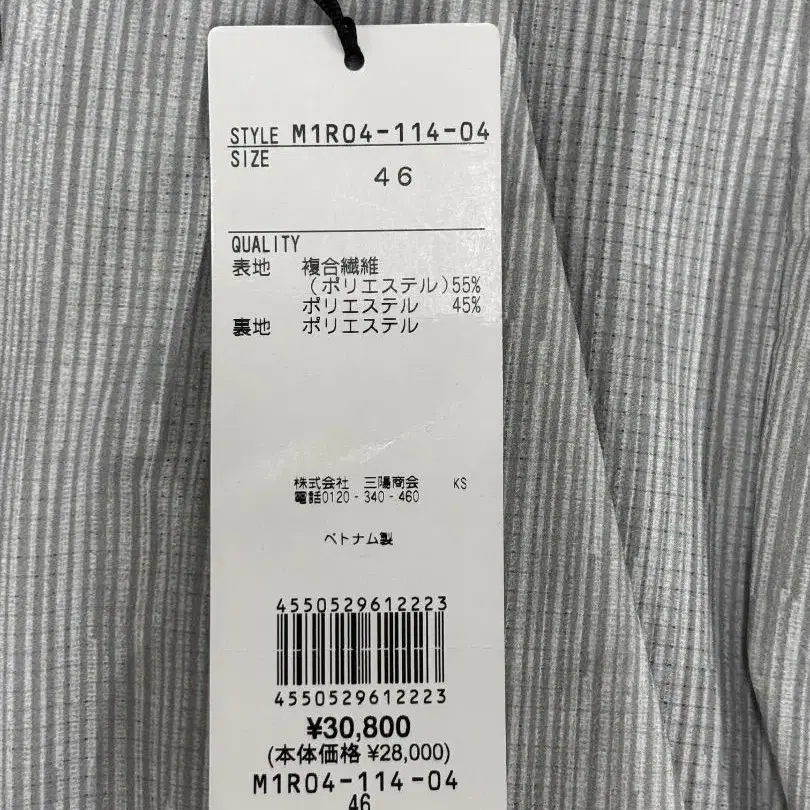 STYLE M1R04-114-04
SIZE
46
QUALITY
表地 複合繊維
(ポリエステル)55%
ポリエステル 45%
裏地 ポリエステル
株式会社 三陽商会 KS
電話0120-340-460
ベトナム製
4550529612223
4550529612223
¥30,800
(本体価格 ¥28,000)
M1R04-114-04
46